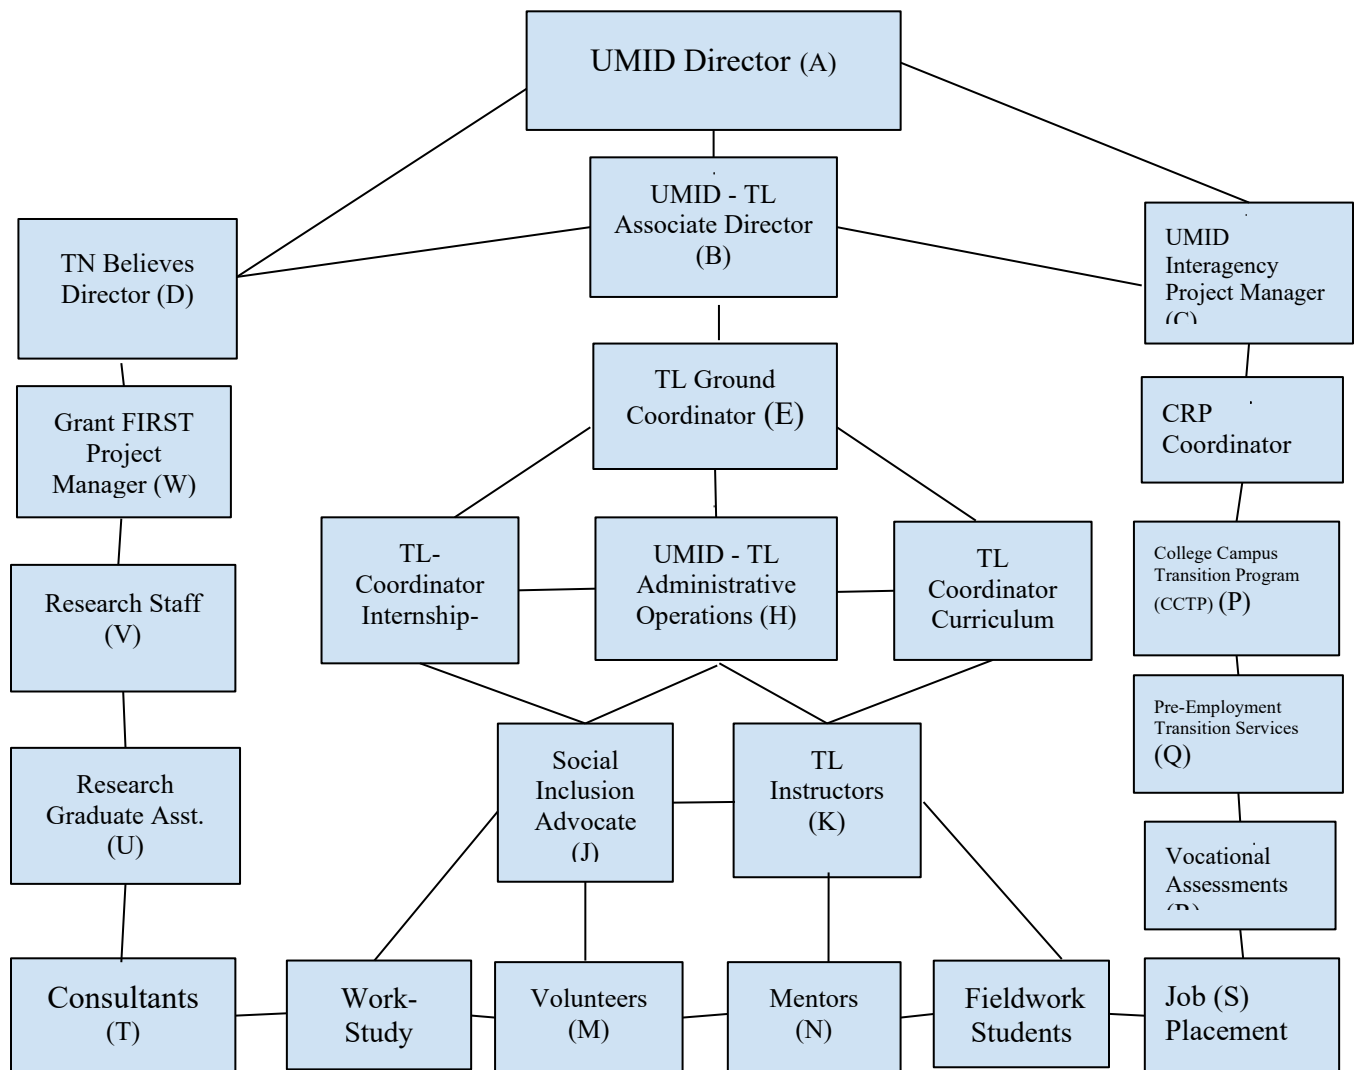 UMID Director (A)
UMID - TL
Associate Director
(B)
TN Believes
Director (D)
UMID
Interagency
Project Manager
(C)
TL Ground
Coordinator (E)
Grant FIRST
Project
Manager (W)
CRP
Coordinator
TL-
Coordinator
Internship-
UMID - TL
Administrative
Operations (H)
TL
Coordinator
Curriculum
College Campus
Transition Program
(CCTP) (P)
Research Staff
(V)
Pre-Employment
Transition Services
(Q)
Social
Inclusion
Advocate
(J)
TL
Instructors
(K)
Research
Graduate Asst.
(U)
Vocational
Assessments
Consultants
(T)
Work-
Study
Volunteers
(M)
Mentors
(N)
Fieldwork
Students
Job (S)
Placement